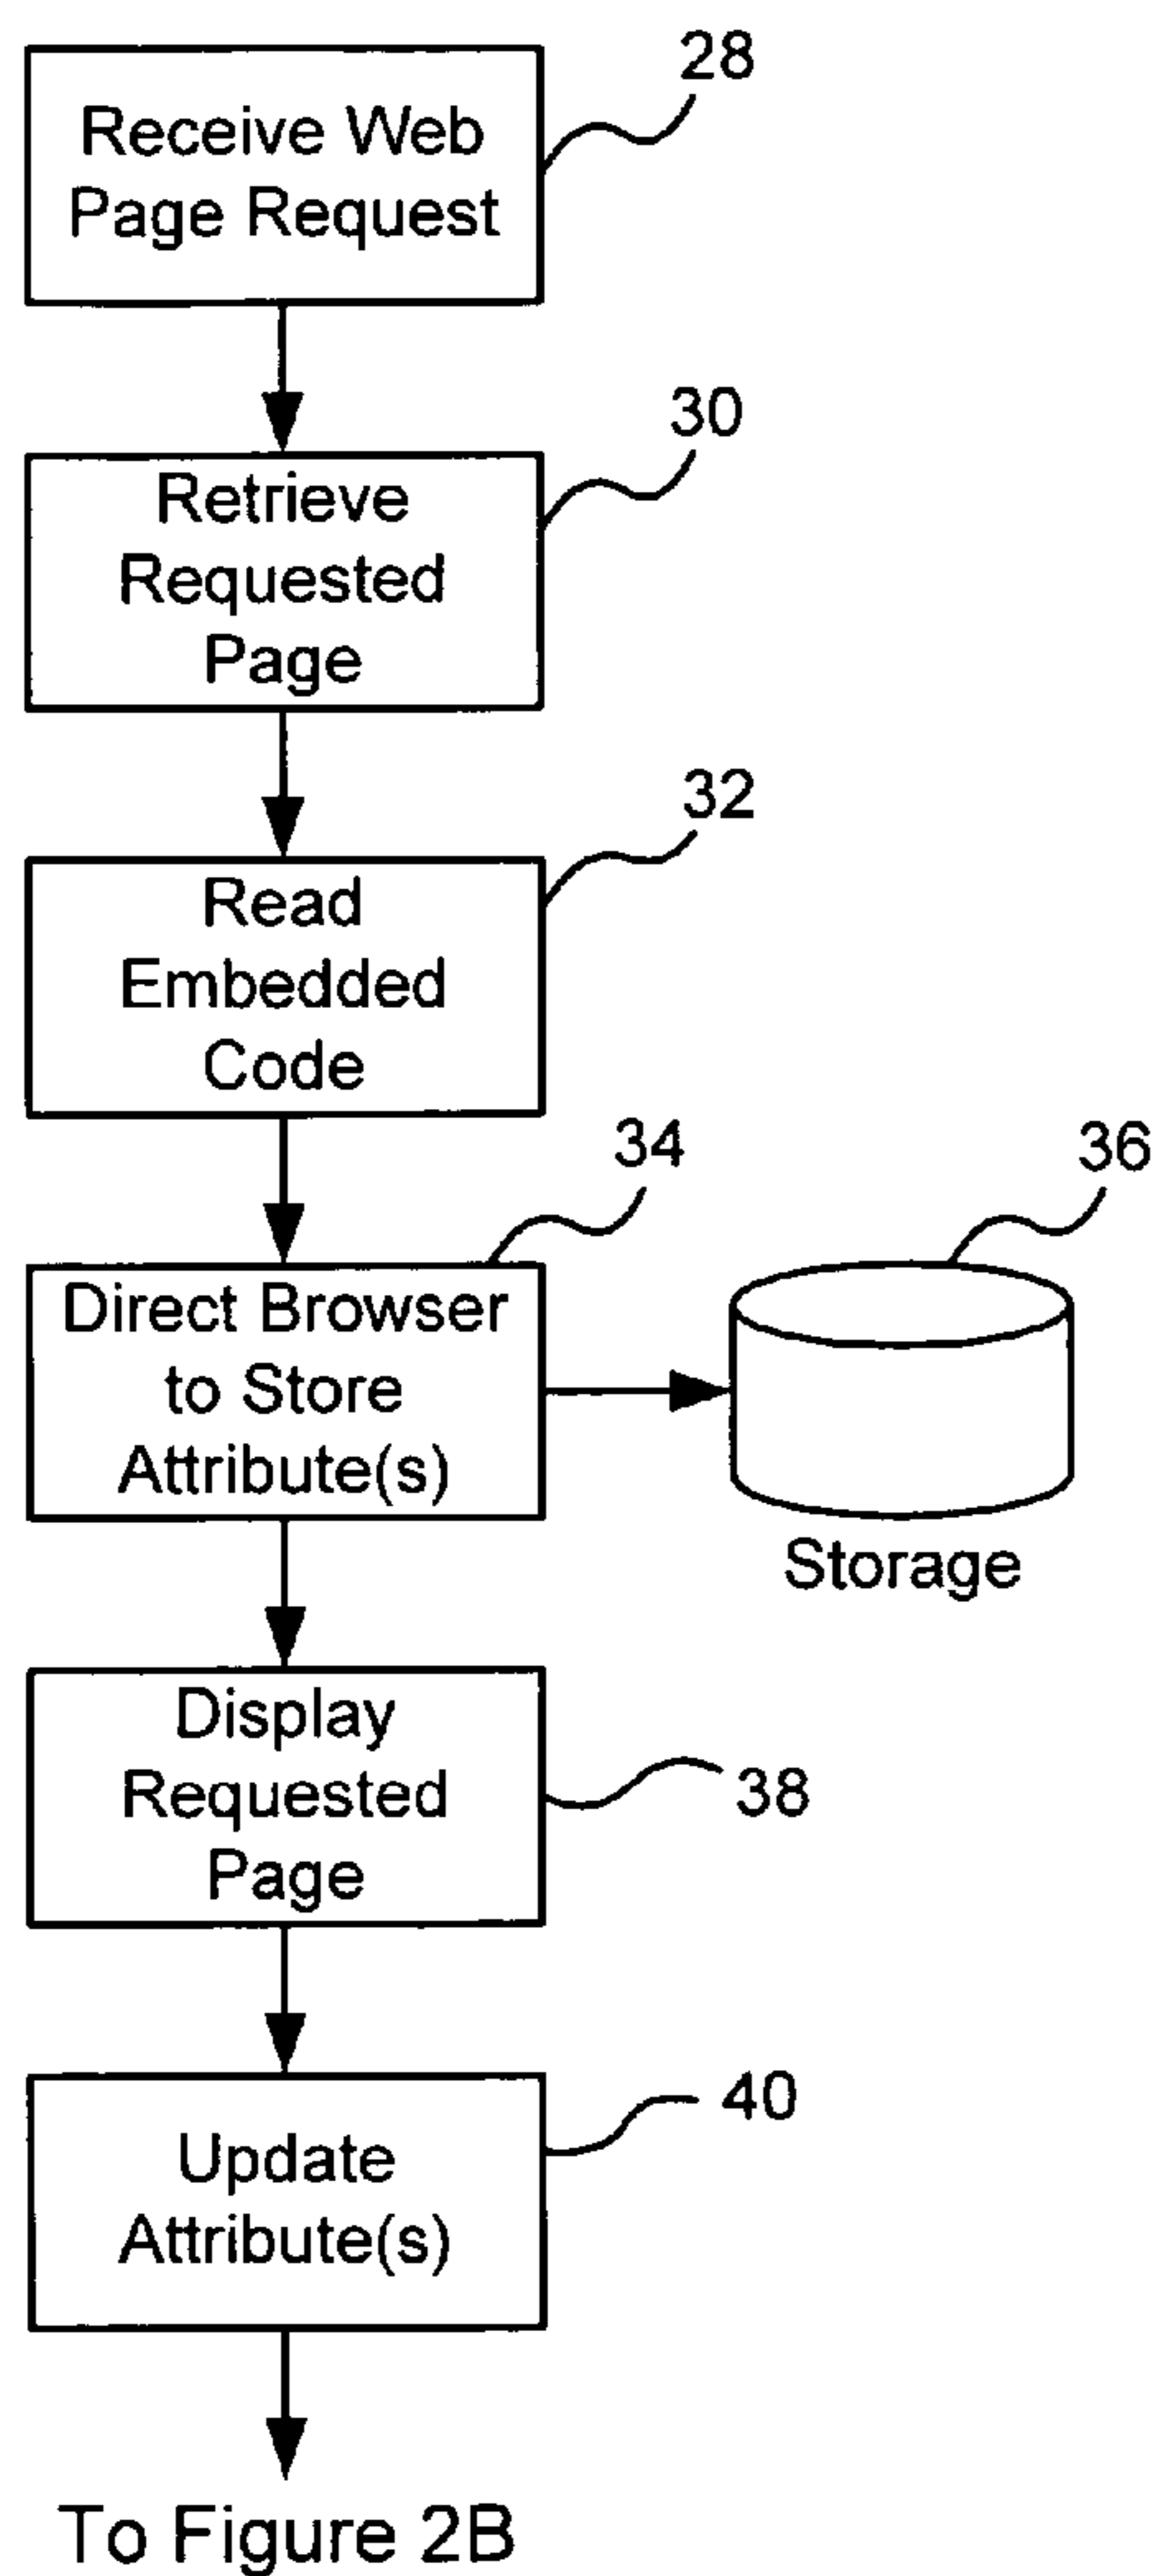 28
Receive Web
Page Request
30
Retrieve
Requested
Page
32
Read
Embedded
Code
34
36
Direct Browser
to Store
Attribute(s)
Storage
Display
Requested
Page
38
40
Update
Attribute(s)
To Figure 2B